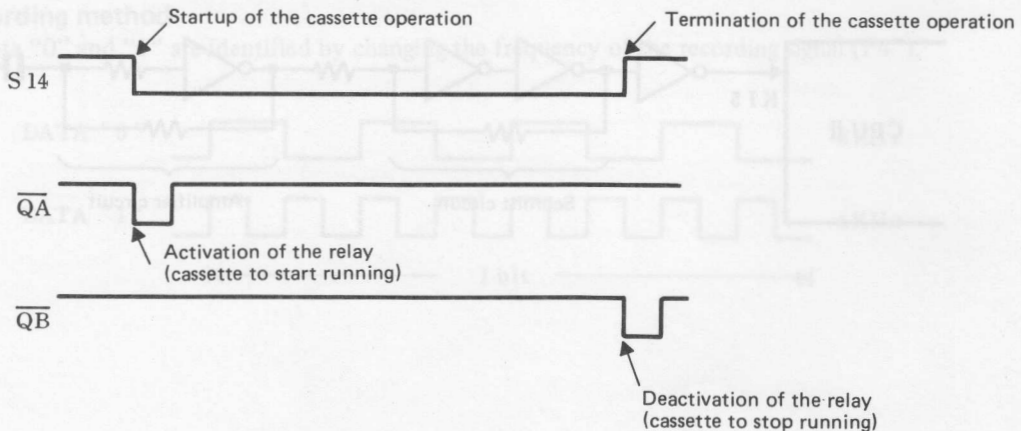 Startup of the cassette operation
Termination of the cassette operation
S14
QA
Activation of the relay
(cassette to start running)
QB
Deactivation of the relay
(cassette to stop running)